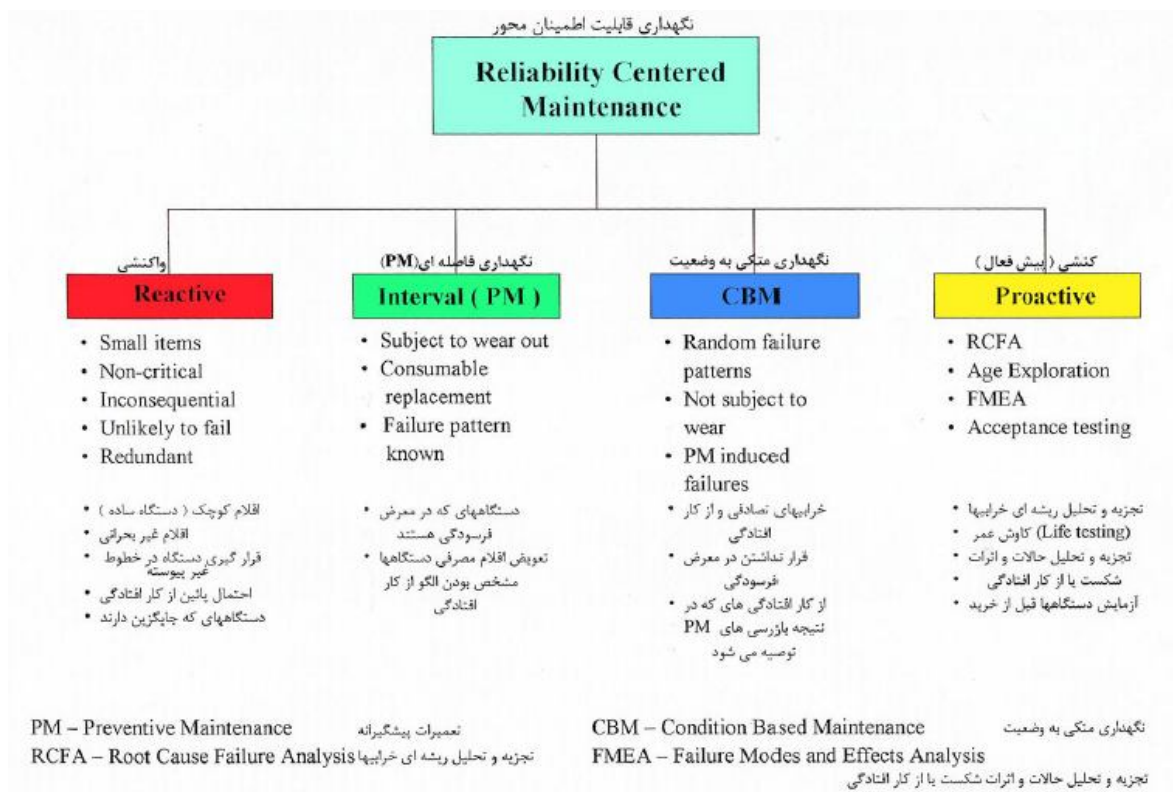 نگهداری قابلیت اطمینان محور
Reliability Centered
Maintenance
واکنشی
Reactive
• Small items
• Non-critical
• Inconsequential
• Unlikely to fail
• Redundant
• اقلام کوچک ( دستگاه ساده )
• اقلام غیر بحرانی
• قرار گیری دستگاه در خطوط
غیر پیوسته
• احتمال پائین از کار افتادگی
• دستگاههای که جایگزین دارند
نگهداری فاصله ای(PM)
Interval ( PM )
• Subject to wear out
• Consumable
replacement
• Failure pattern
known
• دستگاههای که در معرض
فرسودگی هستند
• تعویض اقلام مصرفی دستگاهها
• مشخص بودن الگو از کار
افتادگی
نگهداری متکی به وضعیت
CBM
• Random failure
patterns
• Not subject to
wear
• PM induced
failures
• خرابیهای تصادفی و از کار
افتادگی
• قرار نداشتن در معرض
فرسودگی
• از کار افتادگی های که در
نتیجه بازرسی های PM
توصیه می شود
کنشی ( پیش فعال )
Proactive
• RCFA
• Age Exploration
• FMEA
• Acceptance testing
• تجزیه و تحلیل ریشه ای خرابیها
• کاوش عمر (Life testing)
• تجزیه و تحلیل حالات و اثرات
• شکست یا از کار افتادگی
• آزمایش دستگاهها قبل از خرید
PM – Preventive Maintenance تعمیرات پیشگیرانه
RCFA – Root Cause Failure Analysis تجزیه و تحلیل ریشه ای خرابیها
CBM – Condition Based Maintenance نگهداری متکی به وضعیت
FMEA – Failure Modes and Effects Analysis
تجزیه و تحلیل حالات و اثرات شکست یا از کار افتادگی